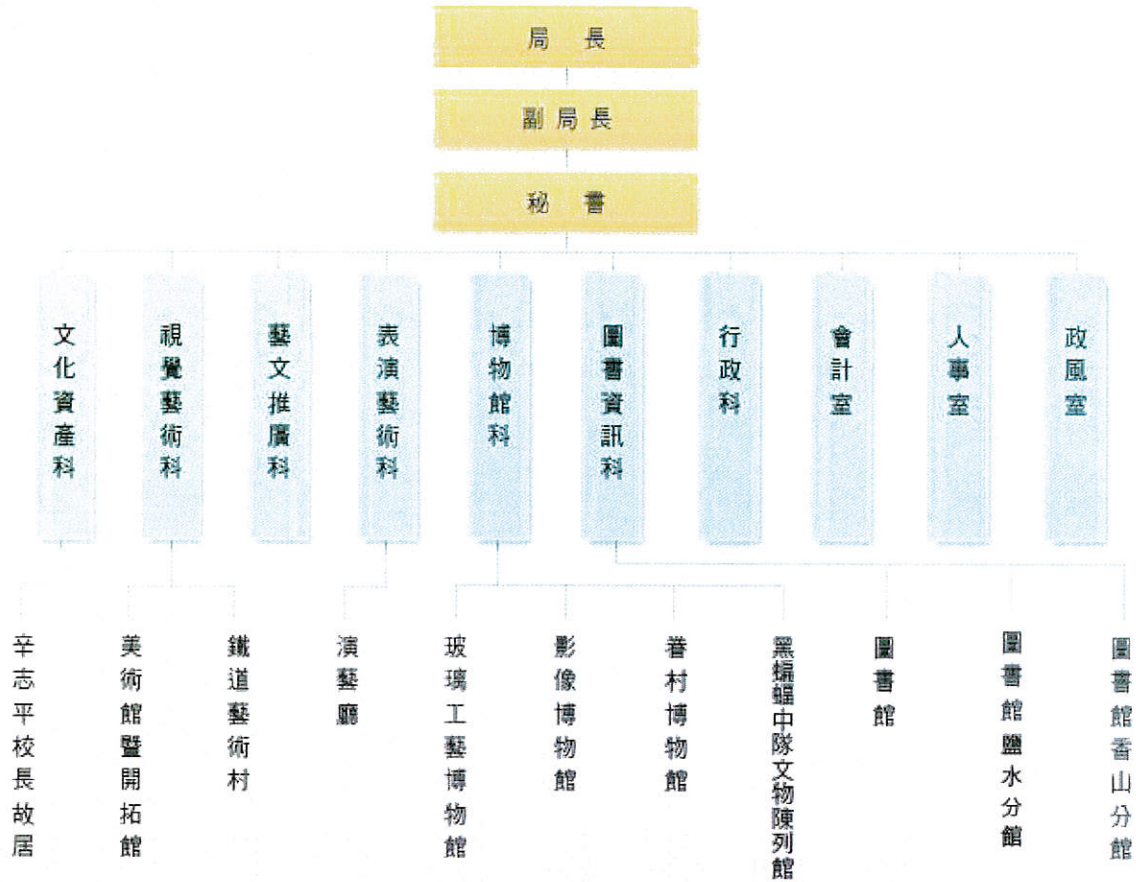 局長
副局長
秘書
文化資產科
視覺藝術科
藝文推廣科
表演藝術科
博物館科
圖書資訊科
行政科
會計室
人事室
政風室
辛志平校長故居
美術館暨開拓館
鐵道藝術村
演藝廳
玻璃工藝博物館
影像博物館
眷村博物館
黑蝙蝠中隊文物陳列館
圖書館
圖書館鹽水分館
圖書館香山分館